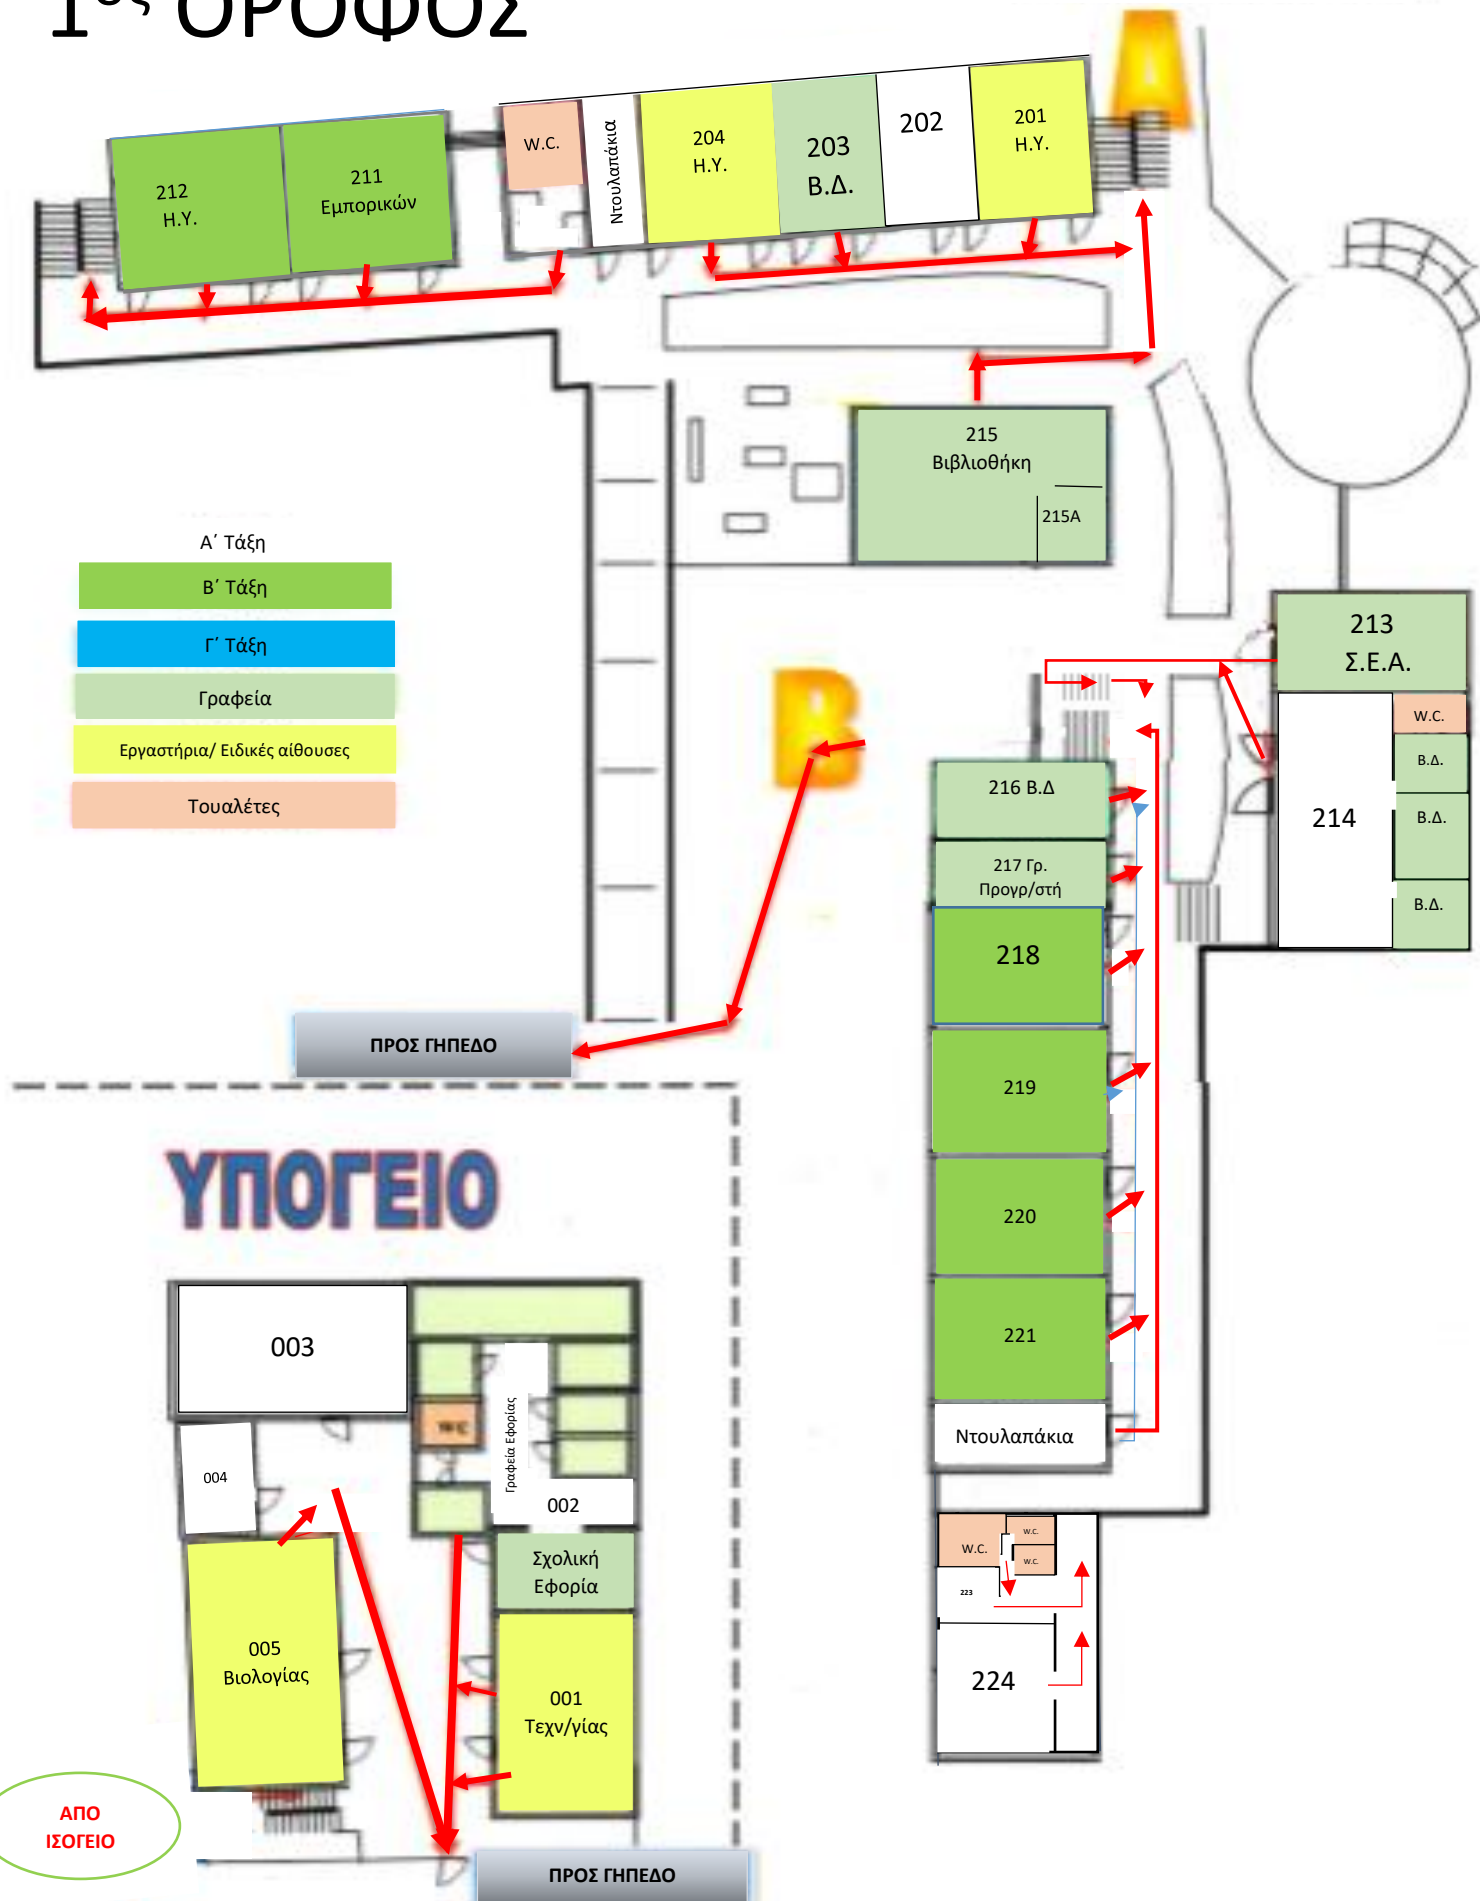 1ος ΟΡΟΦΟΣ
Α
212
Η.Υ.
211
Εμπορικών
W.C.
Ντουλαπάκια
204
Η.Υ.
203
Β.Δ.
202
201
Η.Υ.
215
Βιβλιοθήκη
215Α
Α΄ Τάξη
Β΄ Τάξη
Γ΄ Τάξη
Γραφεία
Εργαστήρια/ Ειδικές αίθουσες
Τουαλέτες
Β
213
Σ.Ε.Α.
W.C.
Β.Δ.
214
Β.Δ.
Β.Δ.
216 Β.Δ
217 Γρ.
Προγρ/στή
218
219
220
221
Ντουλαπάκια
W.C.
W.C.
W.C.
223
224
ΠΡΟΣ ΓΗΠΕΔΟ
ΥΠΟΓΕΙΟ
003
004
Γραφεία Εφορίας
002
Σχολική
Εφορία
005
Βιολογίας
001
Τεχν/γίας
ΑΠΟ
ΙΣΟΓΕΙΟ
ΠΡΟΣ ΓΗΠΕΔΟ